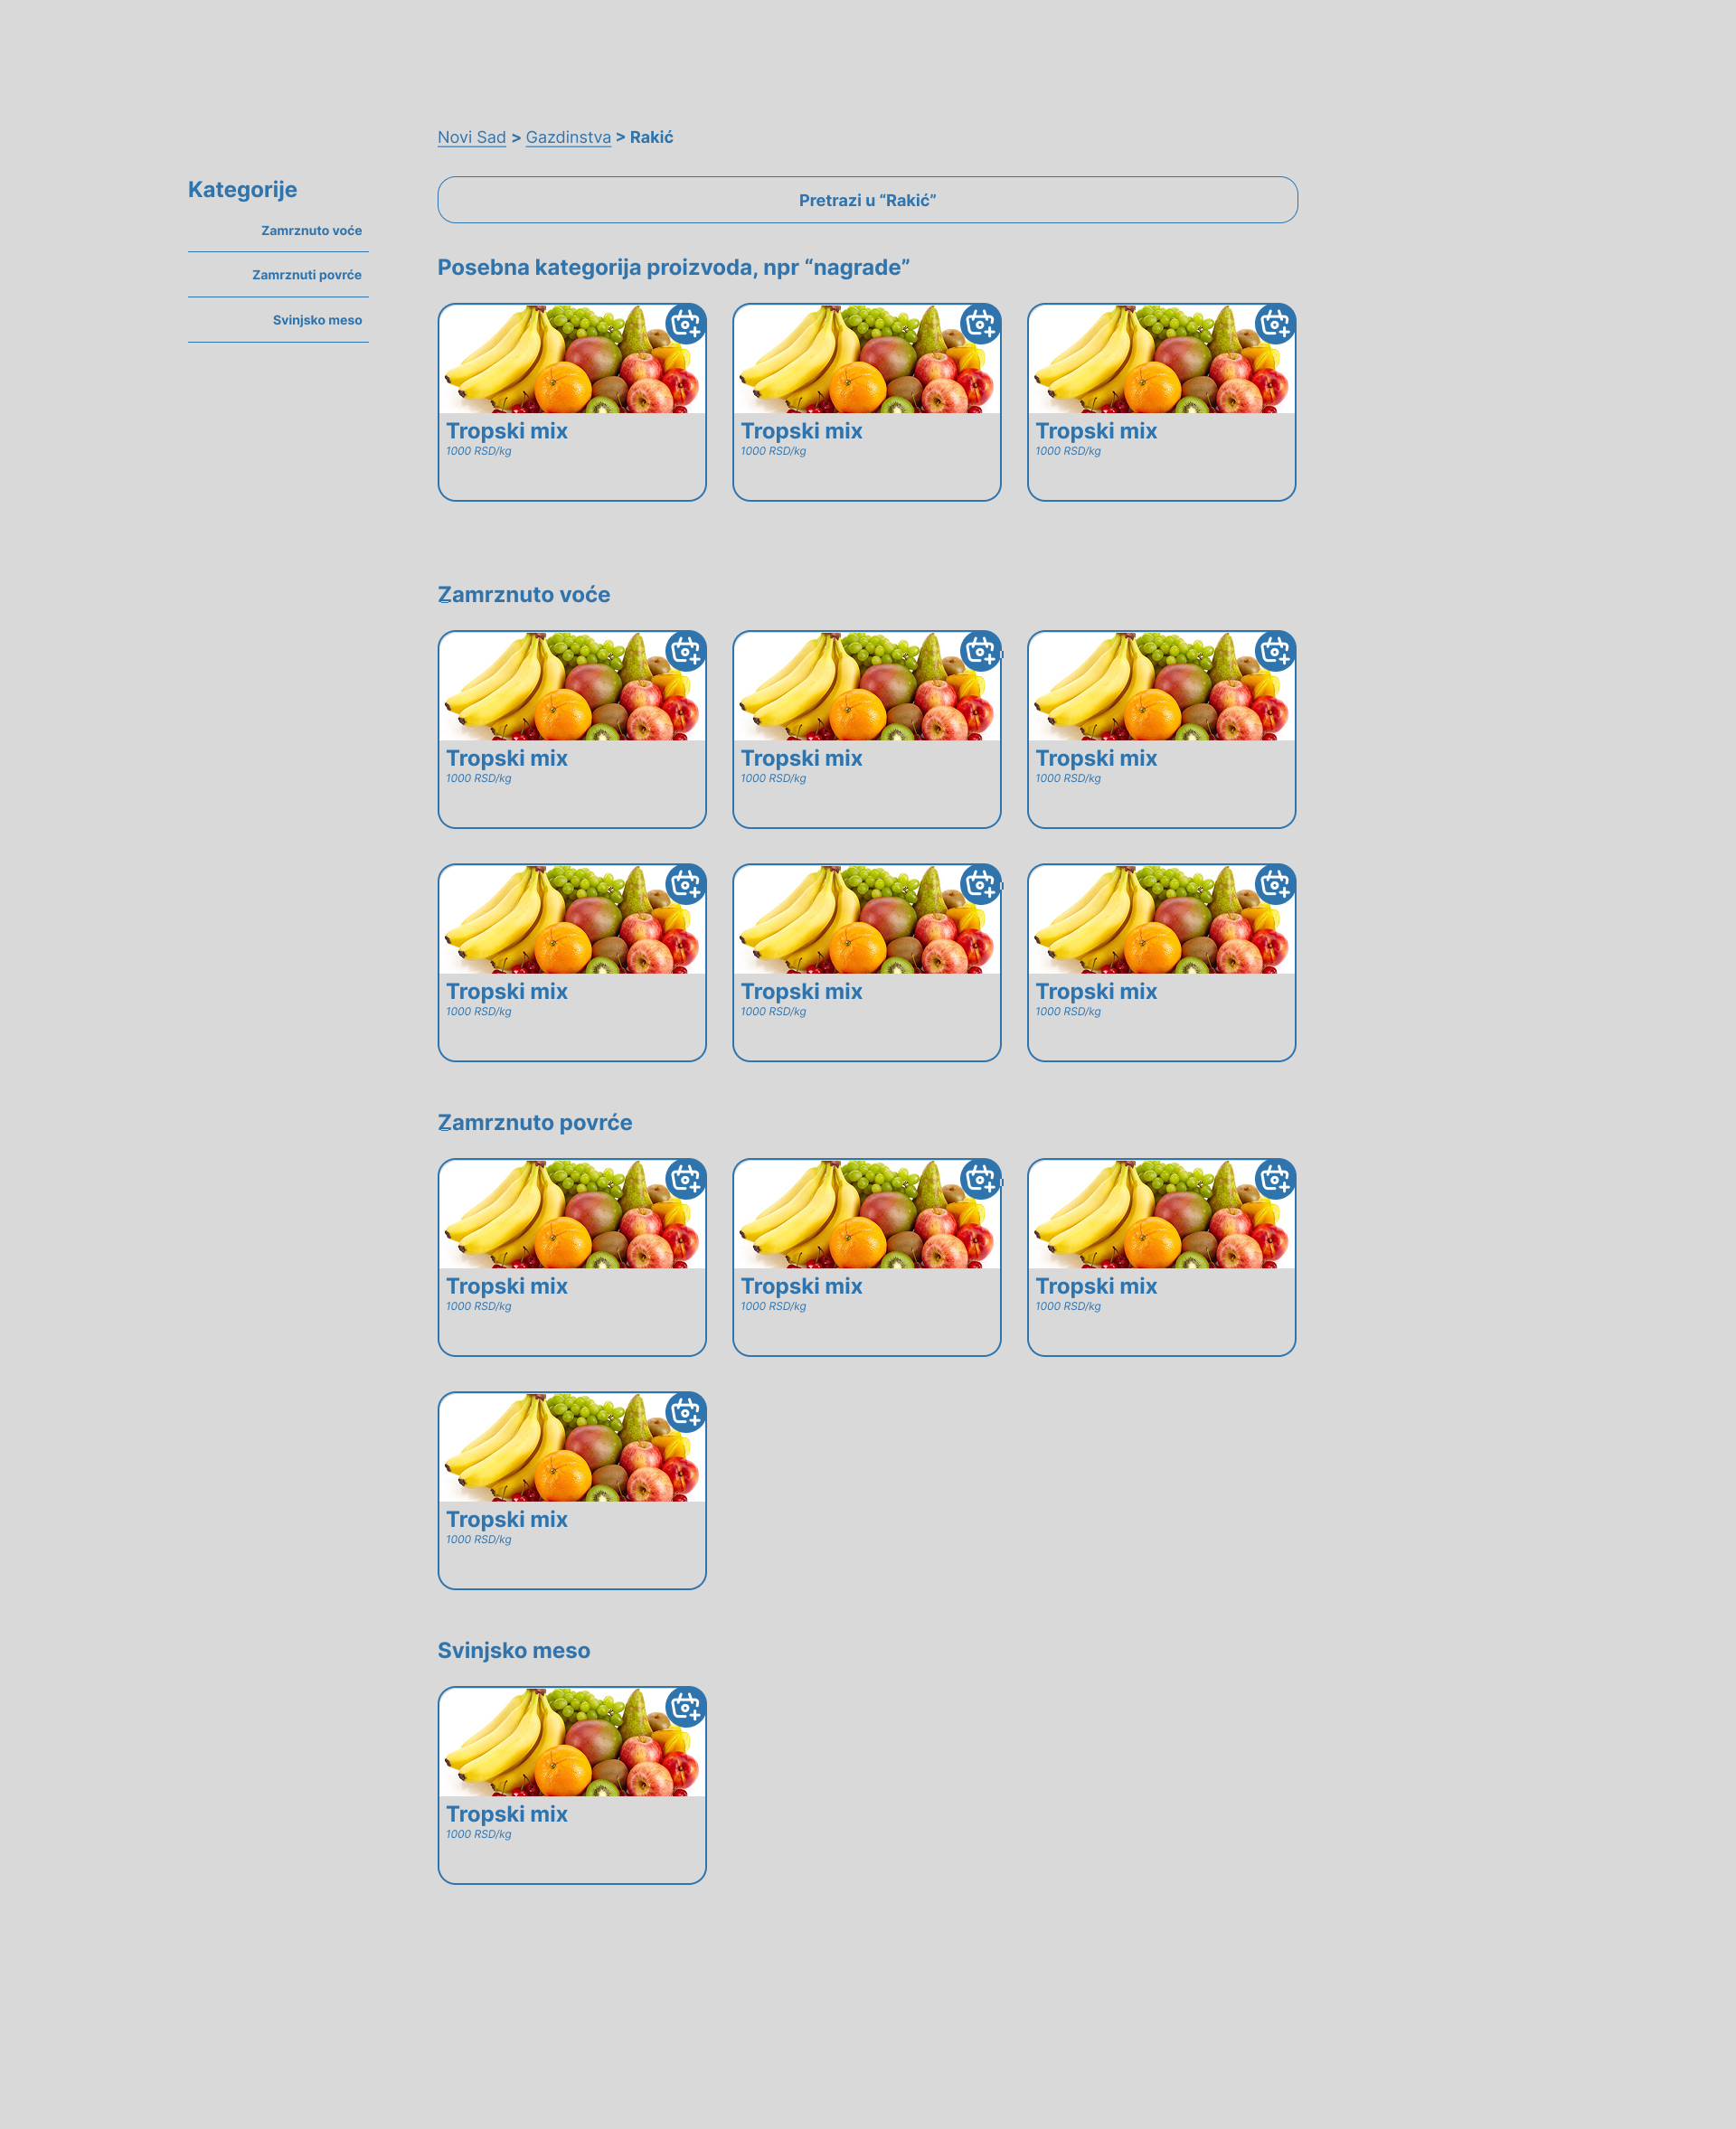 Novi Sad > Gazdinstva > Rakić
Kategorije
Zamrznuto voće
Zamrznuti povrće
Svinjsko meso
Pretrazi u “Rakić”
Posebna kategorija proizvoda, npr “nagrade”
Tropski mix
1000 RSD/kg
Tropski mix
1000 RSD/kg
Tropski mix
1000 RSD/kg
Zamrznuto voće
Tropski mix
1000 RSD/kg
Tropski mix
1000 RSD/kg
Tropski mix
1000 RSD/kg
Tropski mix
1000 RSD/kg
Tropski mix
1000 RSD/kg
Tropski mix
1000 RSD/kg
Zamrznuto povrće
Tropski mix
1000 RSD/kg
Tropski mix
1000 RSD/kg
Tropski mix
1000 RSD/kg
Tropski mix
1000 RSD/kg
Svinjsko meso
Tropski mix
1000 RSD/kg